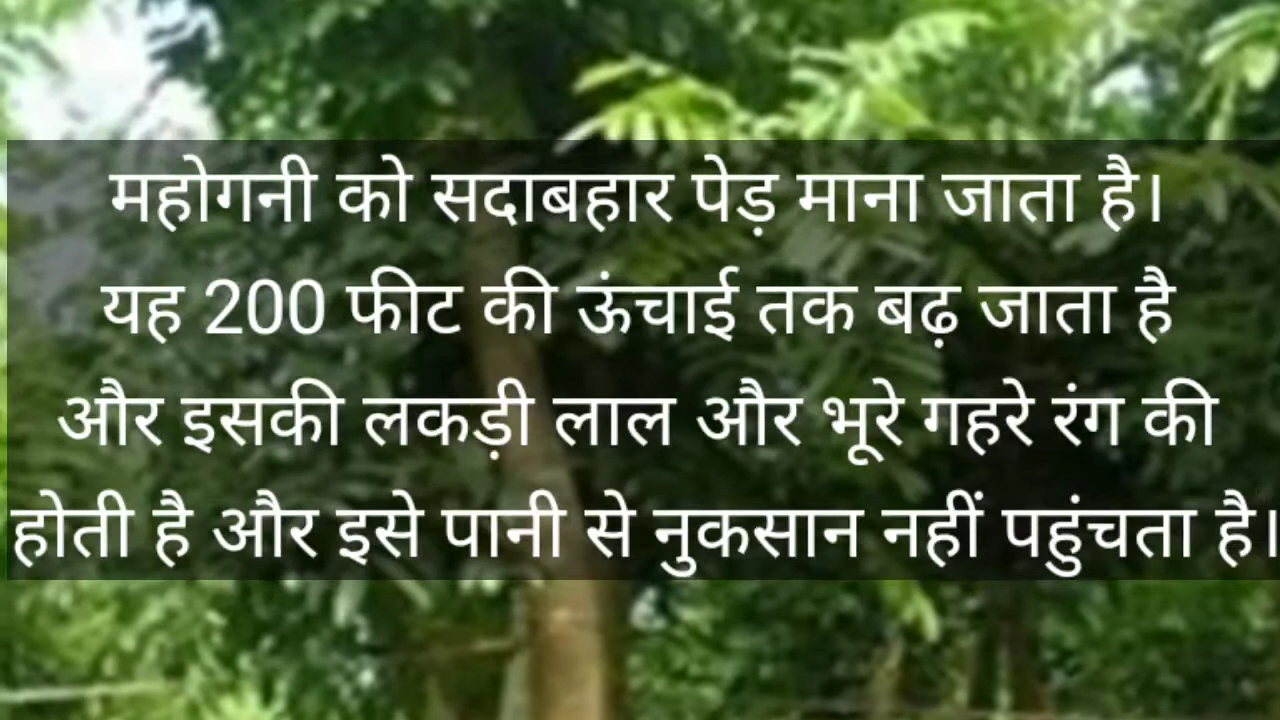 महोगनी को सदाबहार पेड़ माना जाता है।
यह 200 फीट की ऊंचाई तक बढ़ जाता है
और इसकी लकड़ी लाल और भूरे गहरे रंग की
होती है और इसे पानी से नुकसान नहीं पहुंचता है।